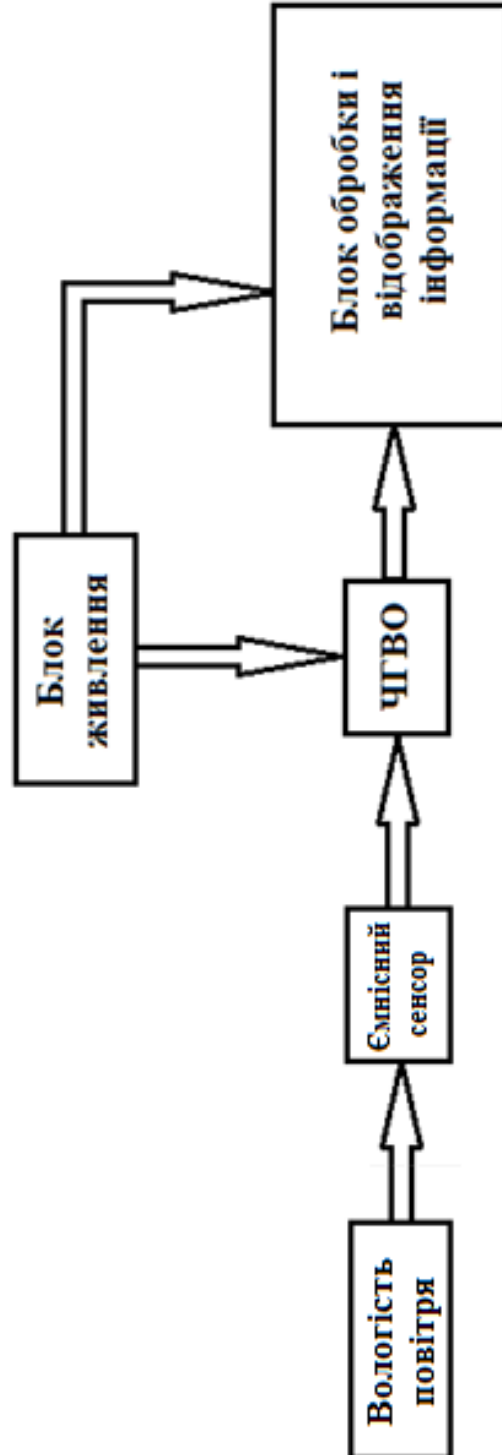 Блок
живлення
Вологість
повітря
Ємнісний
сенсор
ЧГВО
Блок обробки і
відображення
інформації